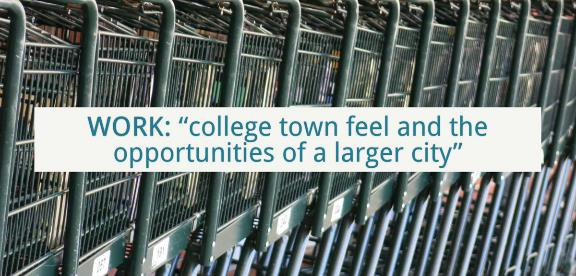 WORK: “college town feel and the
opportunities of a larger city”